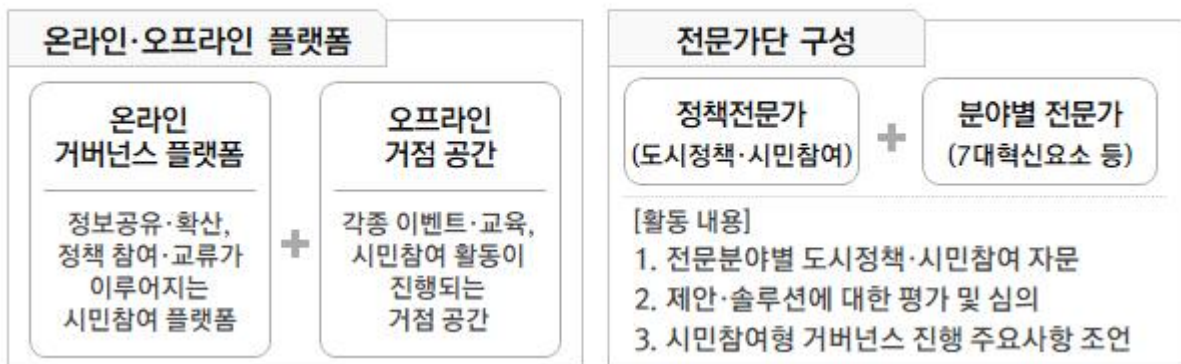 온라인·오프라인 플랫폼
온라인
거버넌스 플랫폼
정보공유·확산,
정책 참여·교류가
이루어지는
시민참여 플랫폼
+
오프라인
거점 공간
각종 이벤트·교육,
시민참여 활동이
진행되는
거점 공간
전문가단 구성
정책전문가
(도시정책·시민참여)
+
분야별 전문가
(7대혁신요소 등)
[활동 내용]
1. 전문분야별 도시정책·시민참여 자문
2. 제안·솔루션에 대한 평가 및 심의
3. 시민참여형 거버넌스 진행 주요사항 조언